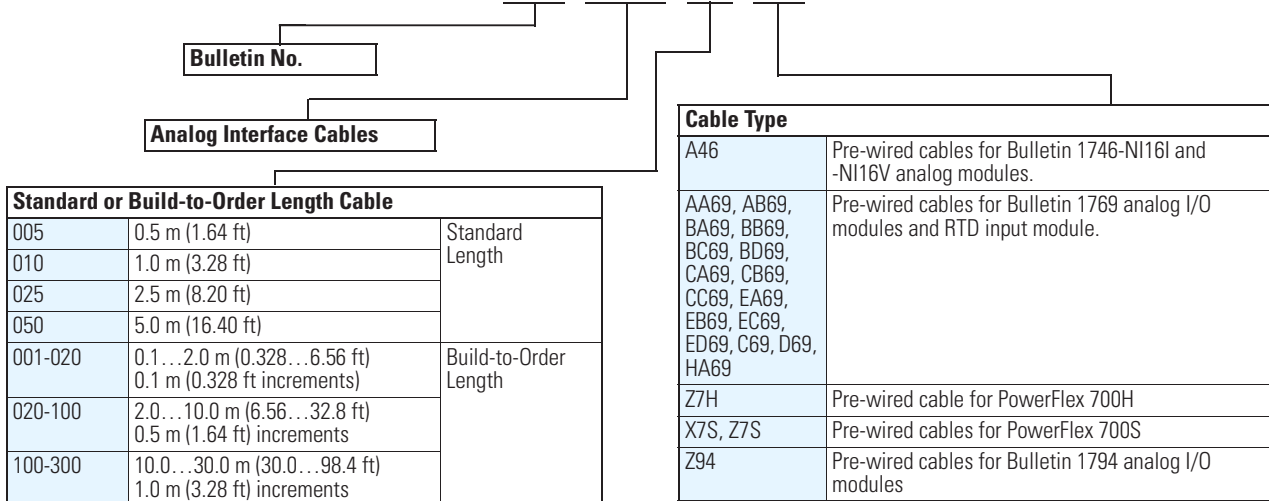 Bulletin No.
Analog Interface Cables
Standard or Build-to-Order Length Cable
005 0.5 m (1.64 ft) Standard Length
010 1.0 m (3.28 ft)
025 2.5 m (8.20 ft)
050 5.0 m (16.40 ft)
001-020 0.1...2.0 m (0.328...6.56 ft) Build-to-Order Length
0.1 m (0.328 ft increments)
020-100 2.0...10.0 m (6.56...32.8 ft)
0.5 m (1.64 ft) increments
100-300 10.0...30.0 m (30.0...98.4 ft)
1.0 m (3.28 ft) increments
Cable Type
A46 Pre-wired cables for Bulletin 1746-NI16I and
-NI16V analog modules.
AA69, AB69, Pre-wired cables for Bulletin 1769 analog I/O
BA69, BB69, modules and RTD input module.
BC69, BD69,
CA69, CB69,
CC69, EA69,
EB69, EC69,
ED69, C69, D69,
HA69
Z7H Pre-wired cable for PowerFlex 700H
X7S, Z7S Pre-wired cables for PowerFlex 700S
Z94 Pre-wired cables for Bulletin 1794 analog I/O
modules